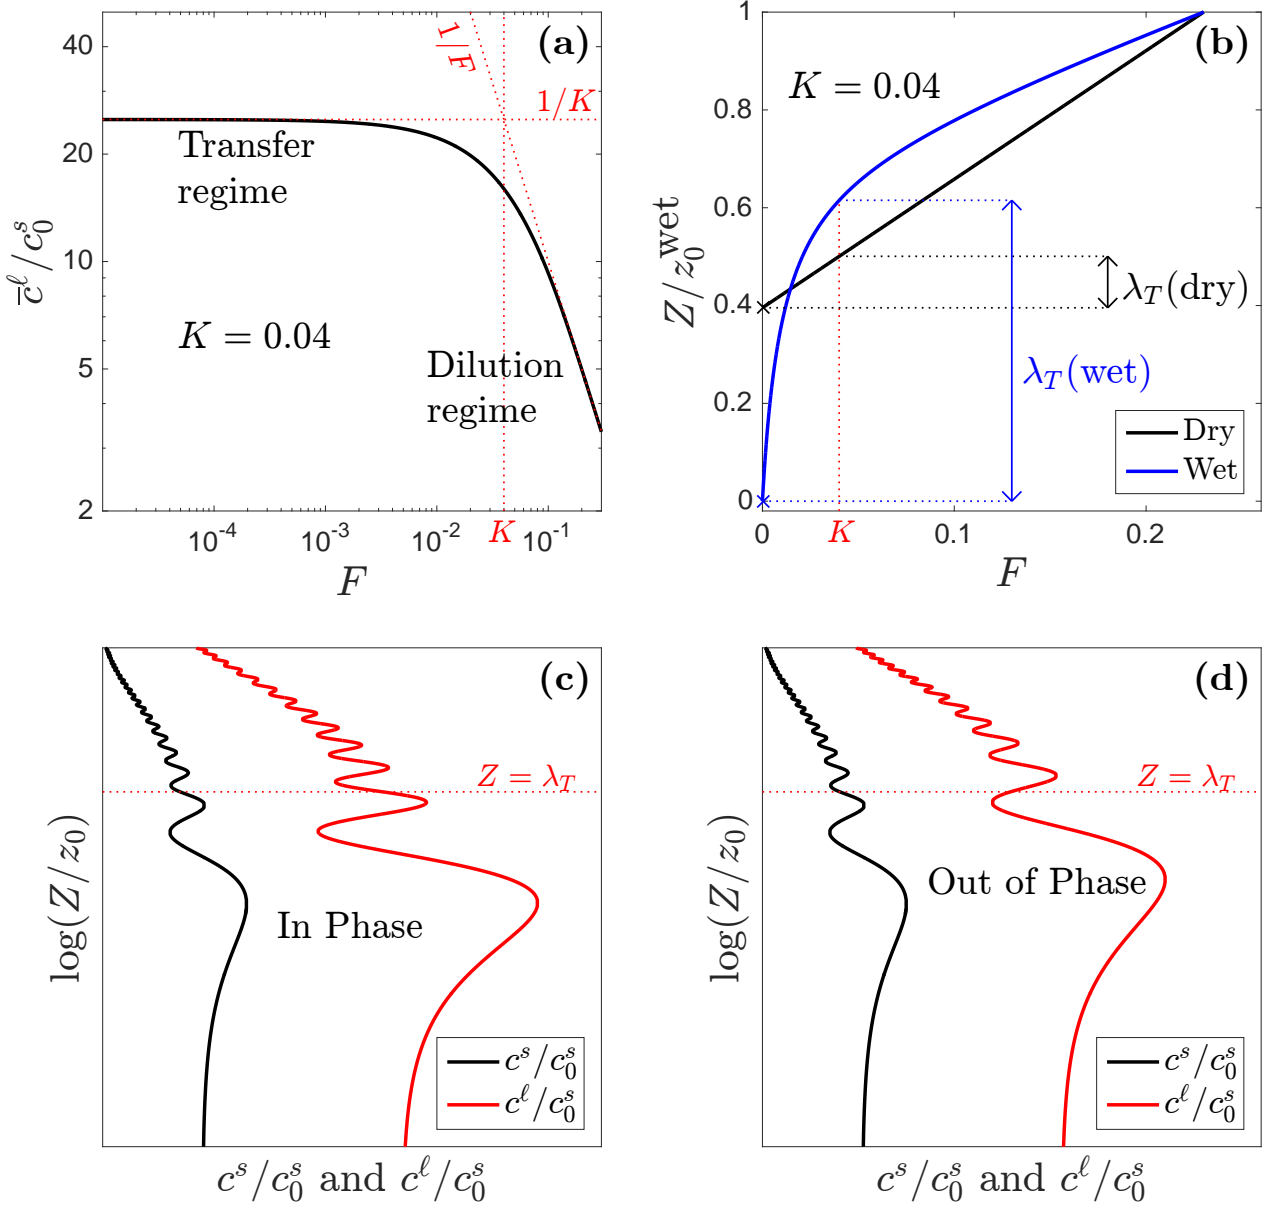 (a)
40
20
10
5
2
c̅ℓ/c₀ˢ
1/F
1/K
Transfer
regime
K = 0.04
Dilution
regime
10⁻⁴
10⁻³
10⁻²
K
10⁻¹
F
(b)
1
0.8
0.6
0.4
0.2
0
Z/z₀ʷᵉᵗ
K = 0.04
λT(dry)
λT(wet)
Dry
Wet
0
K
0.1
0.2
F
(c)
Z = λT
log(Z/z₀)
In Phase
cˢ/c₀ˢ
cℓ/c₀ˢ
cˢ/c₀ˢ and cℓ/c₀ˢ
(d)
Z = λT
log(Z/z₀)
Out of Phase
cˢ/c₀ˢ
cℓ/c₀ˢ
cˢ/c₀ˢ and cℓ/c₀ˢ